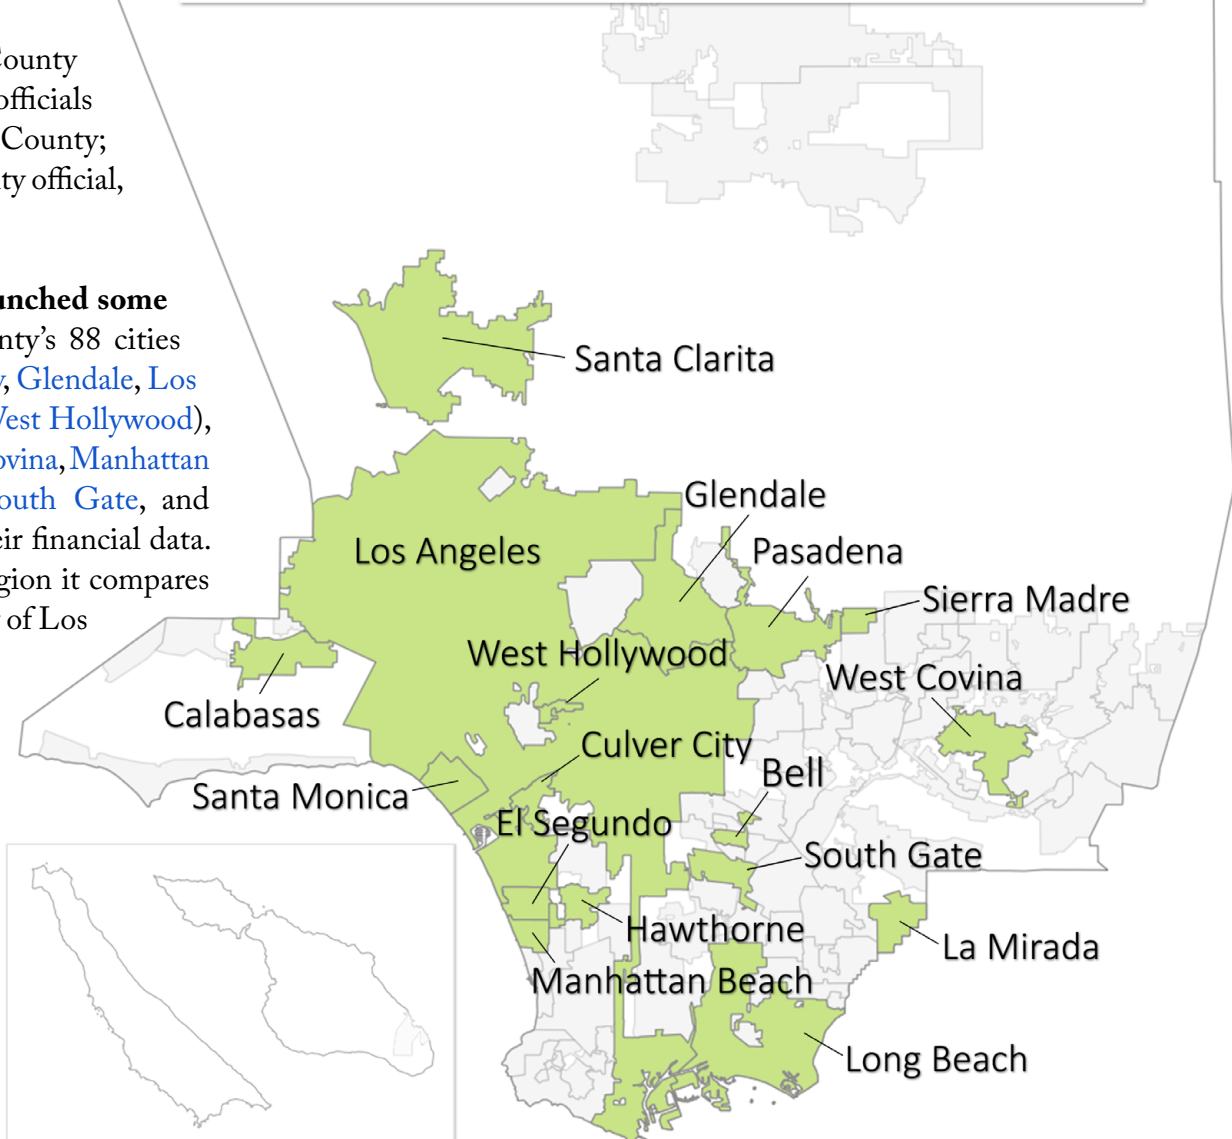 County
officials
County;
ty official,
unched some
nty's 88 cities
, Glendale, Los
West Hollywood),
ovina, Manhattan
outh Gate, and
eir financial data.
gion it compares
of Los
Santa Clarita
Glendale
Los Angeles
Pasadena
Sierra Madre
West Hollywood
West Covina
Calabasas
Culver City
Bell
Santa Monica
El Segundo
South Gate
Hawthorne
La Mirada
Manhattan Beach
Long Beach